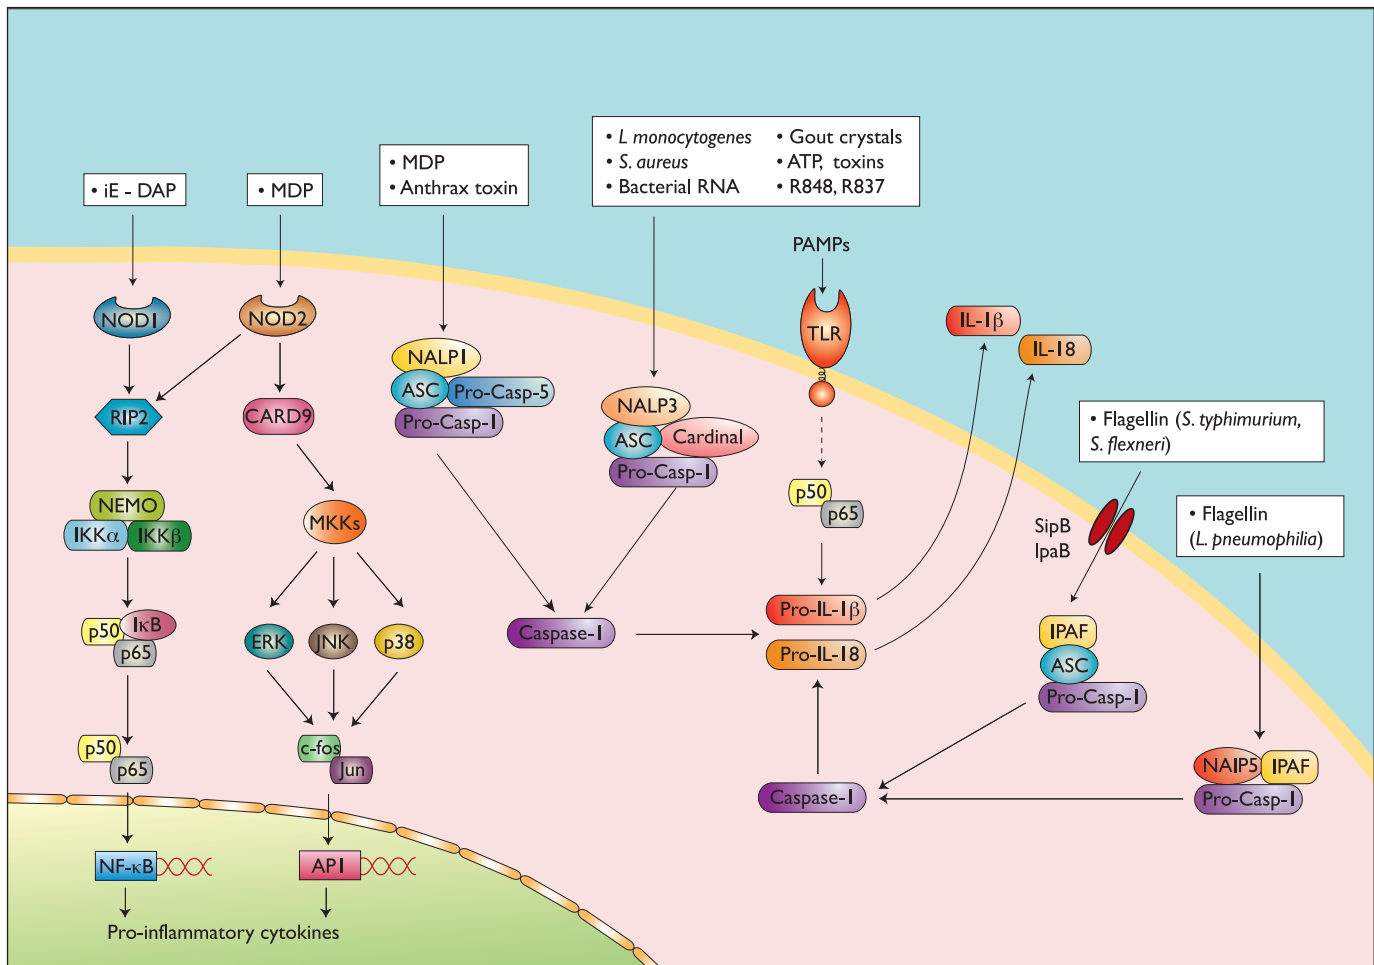 • iE - DAP
• MDP
• MDP
• Anthrax toxin
• L monocytogenes
• S. aureus
• Bacterial RNA
• Gout crystals
• ATP, toxins
• R848, R837
PAMPs
NOD1
NOD2
NALP1
ASC
Pro-Casp-5
Pro-Casp-1
RIP2
CARD9
NALP3
ASC
Cardinal
Pro-Casp-1
TLR
IL-1β
IL-18
• Flagellin (S. typhimurium,
S. flexneri)
NEMO
IKKα
IKKβ
MKKs
p50
p65
SipB
IpaB
• Flagellin
(L. pneumophilia)
p50
IκB
p65
ERK
JNK
p38
Caspase-1
Pro-IL-1β
Pro-IL-18
IPAF
ASC
Pro-Casp-1
p50
p65
c-fos
Jun
Caspase-1
NAIP5
IPAF
Pro-Casp-1
NF-κB
AP1
Pro-inflammatory cytokines